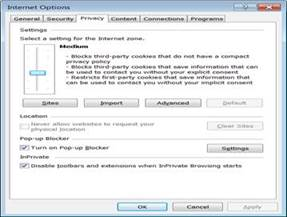 Internet Options
General Security Privacy Content Connections Programs
Settings
Select a setting for the Internet zone.
Medium
- Blocks third-party cookies that do not have a compact
privacy policy
- Blocks third-party cookies that save information that can
be used to contact you without your explicit consent
- Restricts first-party cookies that save information that
can be used to contact you without your implicit consent
Sites Import Advanced Default
Location
Never allow websites to request your
physical location
Clear Sites
Pop-up Blocker
Turn on Pop-up Blocker Settings
InPrivate
Disable toolbars and extensions when InPrivate Browsing starts
OK Cancel Apply